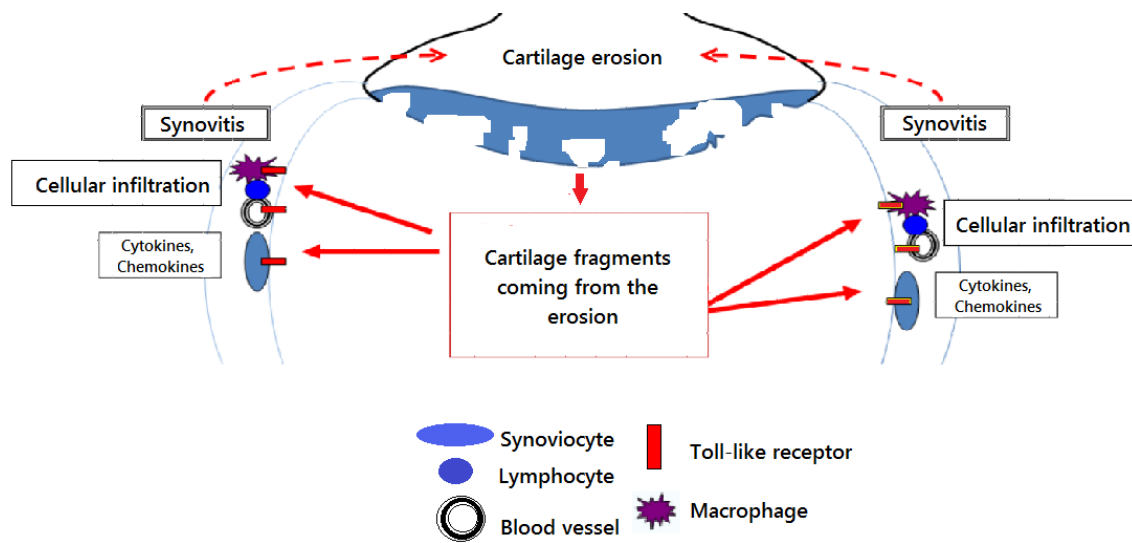 Cartilage erosion
Synovitis
Synovitis
Cellular infiltration
Cellular infiltration
Cytokines,
Chemokines
Cartilage fragments
coming from the
erosion
Cytokines,
Chemokines
Synoviocyte
Toll-like receptor
Lymphocyte
Blood vessel
Macrophage